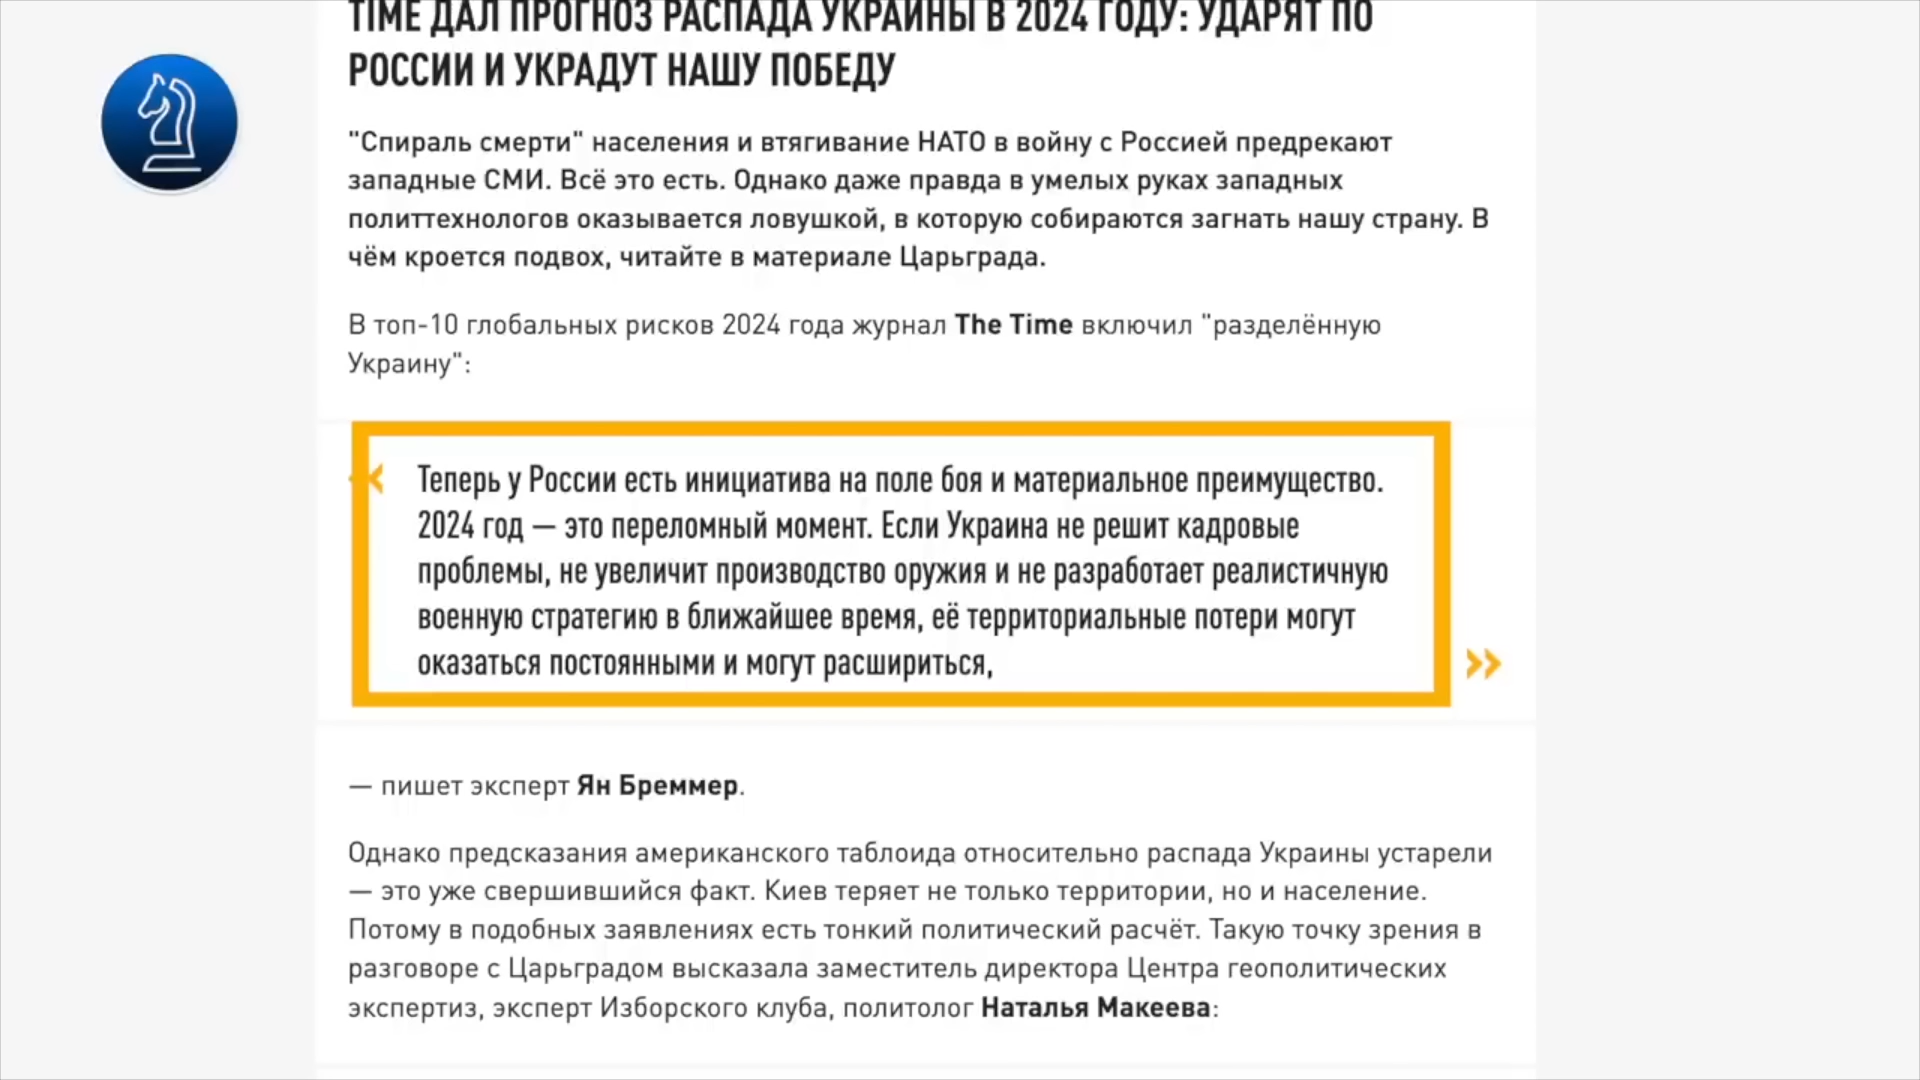 TIME ДАЛ ПРОГНОЗ РАСПАДА УКРАИНЫ В 2024 ГОДУ: УДАРЯТ ПО
РОССИИ И УКРАДУТ НАШУ ПОБЕДУ
"Спираль смерти" населения и втягивание НАТО в войну с Россией предрекают
западные СМИ. Всё это есть. Однако даже правда в умелых руках западных
политтехнологов оказывается ловушкой, в которую собираются загнать нашу страну. В
чём кроется подвох, читайте в материале Царьграда.
В топ-10 глобальных рисков 2024 года журнал The Time включил "разделённую
Украину":
Теперь у России есть инициатива на поле боя и материальное преимущество.
2024 год — это переломный момент. Если Украина не решит кадровые
проблемы, не увеличит производство оружия и не разработает реалистичную
военную стратегию в ближайшее время, её территориальные потери могут
оказаться постоянными и могут расшириться,
— пишет эксперт Ян Бреммер.
Однако предсказания американского таблоида относительно распада Украины устарели
— это уже свершившийся факт. Киев теряет не только территории, но и население.
Потому в подобных заявлениях есть тонкий политический расчёт. Такую точку зрения в
разговоре с Царьградом высказала заместитель директора Центра геополитических
экспертиз, эксперт Изборского клуба, политолог Наталья Макеева: